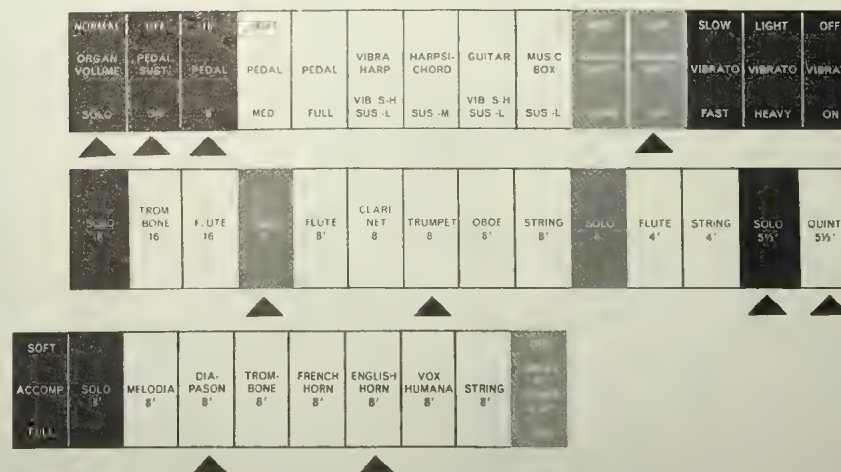 NORMAL
ORGAN VOLUME
SOLO
PEDAL SUST.
PEDAL
PEDAL
MED
PEDAL
FULL
VIBRA HARP
VIB S-H
SUS -L
HARPSI-
CHORD
SUS -M
GUITAR
VIB S-H
SUS -L
MUSIC BOX
SUS -L
SLOW
VIBRATO
FAST
LIGHT
VIBRATO
HEAVY
OFF
ON
TROM
BONE
16
FLUTE
16
FLUTE
8'
CLARI
NET
8
TRUMPET
8
OBOE
8'
STRING
8'
SOLO
FLUTE
4'
STRING
4'
SOLO
5⅓'
QUINT
5⅓'
SOFT
ACCOMP
FULL
SOLO
8'
MELODIA
8'
DIA-
PASON
8'
TROM-
BONE
8'
FRENCH
HORN
8'
ENGLISH
HORN
8'
VOX
HUMANA
8'
STRING
8'